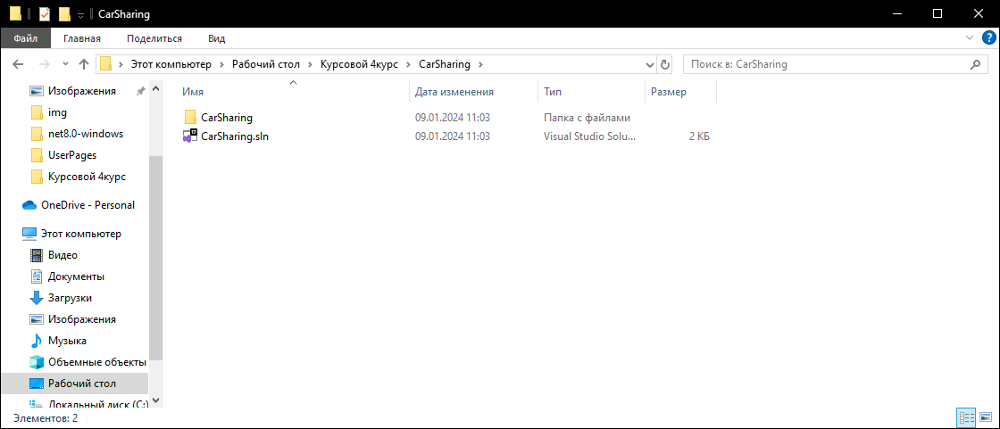 CarSharing
Файл Главная Поделиться Вид
Этот компьютер Рабочий стол Курсовой 4курс CarSharing
Поиск в: CarSharing
Изображения
img
net8.0-windows
UserPages
Курсовой 4курс
OneDrive - Personal
Этот компьютер
Видео
Документы
Загрузки
Изображения
Музыка
Объемные объекты
Рабочий стол
Локальный диск (C:)
Имя Дата изменения Тип Размер
CarSharing 09.01.2024 11:03 Папка с файлами
CarSharing.sln 09.01.2024 11:03 Visual Studio Solu... 2 КБ
Элементов: 2